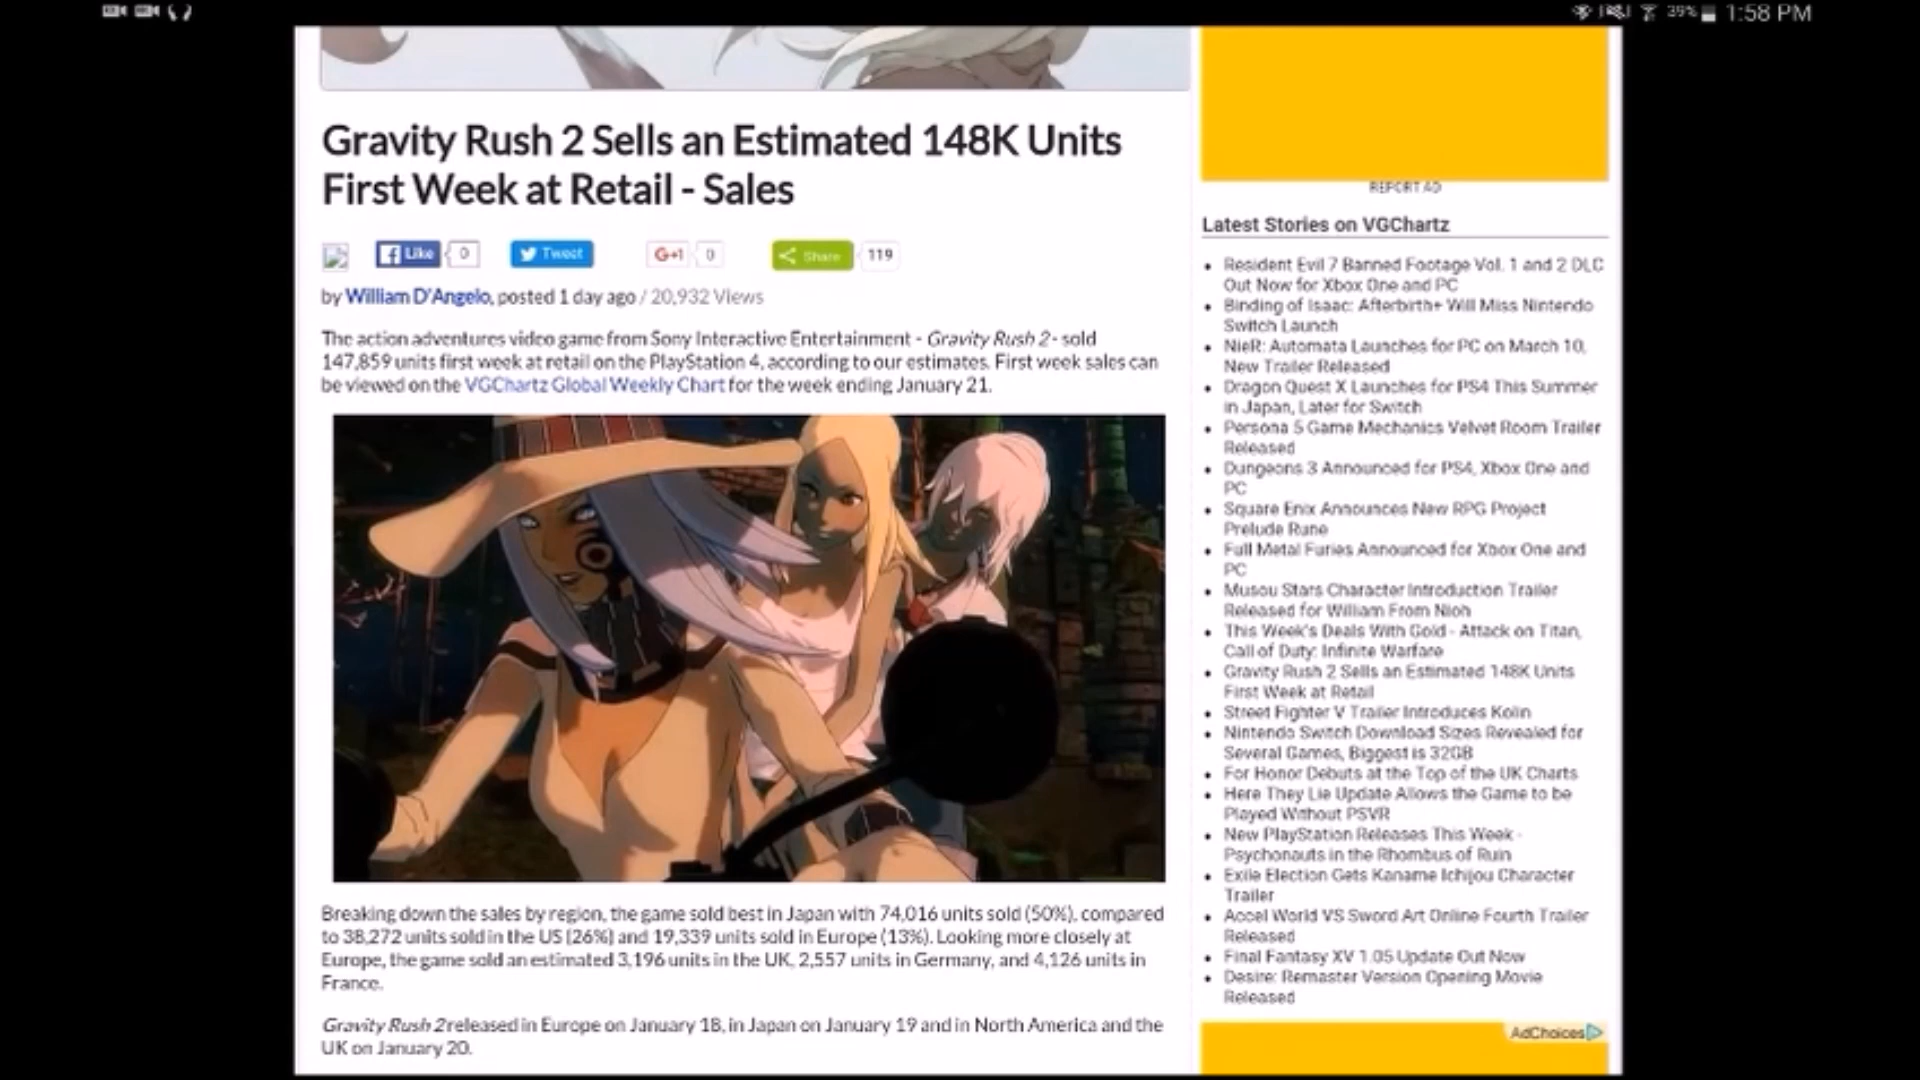 39% 1:58 PM
Gravity Rush 2 Sells an Estimated 148K Units
First Week at Retail - Sales
Like 0 Tweet G+1 0 Share 119
by William D'Angelo, posted 1 day ago / 20,932 Views
The action adventures video game from Sony Interactive Entertainment - Gravity Rush 2 - sold
147,859 units first week at retail on the PlayStation 4, according to our estimates. First week sales can
be viewed on the VGChartz Global Weekly Chart for the week ending January 21.
Breaking down the sales by region, the game sold best in Japan with 74,016 units sold (50%), compared
to 38,272 units sold in the US (26%) and 19,339 units sold in Europe (13%). Looking more closely at
Europe, the game sold an estimated 3,196 units in the UK, 2,557 units in Germany, and 4,126 units in
France.
Gravity Rush 2 released in Europe on January 18, in Japan on January 19 and in North America and the
UK on January 20.
REPORT AD
Latest Stories on VGChartz
Resident Evil 7 Banned Footage Vol. 1 and 2 DLC
Out Now for Xbox One and PC
Binding of Isaac: Afterbirth+ Will Miss Nintendo
Switch Launch
NieR: Automata Launches for PC on March 10,
New Trailer Released
Dragon Quest X Launches for PS4 This Summer
in Japan, Later for Switch
Persona 5 Game Mechanics Velvet Room Trailer
Released
Dungeons 3 Announced for PS4, Xbox One and
PC
Square Enix Announces New RPG Project
Prelude Rune
Full Metal Furies Announced for Xbox One and
PC
Musou Stars Character Introduction Trailer
Released for William From Nioh
This Week's Deals With Gold - Attack on Titan,
Call of Duty: Infinite Warfare
Gravity Rush 2 Sells an Estimated 148K Units
First Week at Retail
Street Fighter V Trailer Introduces Kolin
Nintendo Switch Download Sizes Revealed for
Several Games, Biggest is 32GB
For Honor Debuts at the Top of the UK Charts
Here They Lie Update Allows the Game to be
Played Without PSVR
New PlayStation Releases This Week -
Psychonauts in the Rhombus of Ruin
Exile Election Gets Kaname Ichijou Character
Trailer
Accel World VS Sword Art Online Fourth Trailer
Released
Final Fantasy XV 1.05 Update Out Now
Desire: Remaster Version Opening Movie
Released
AdChoices